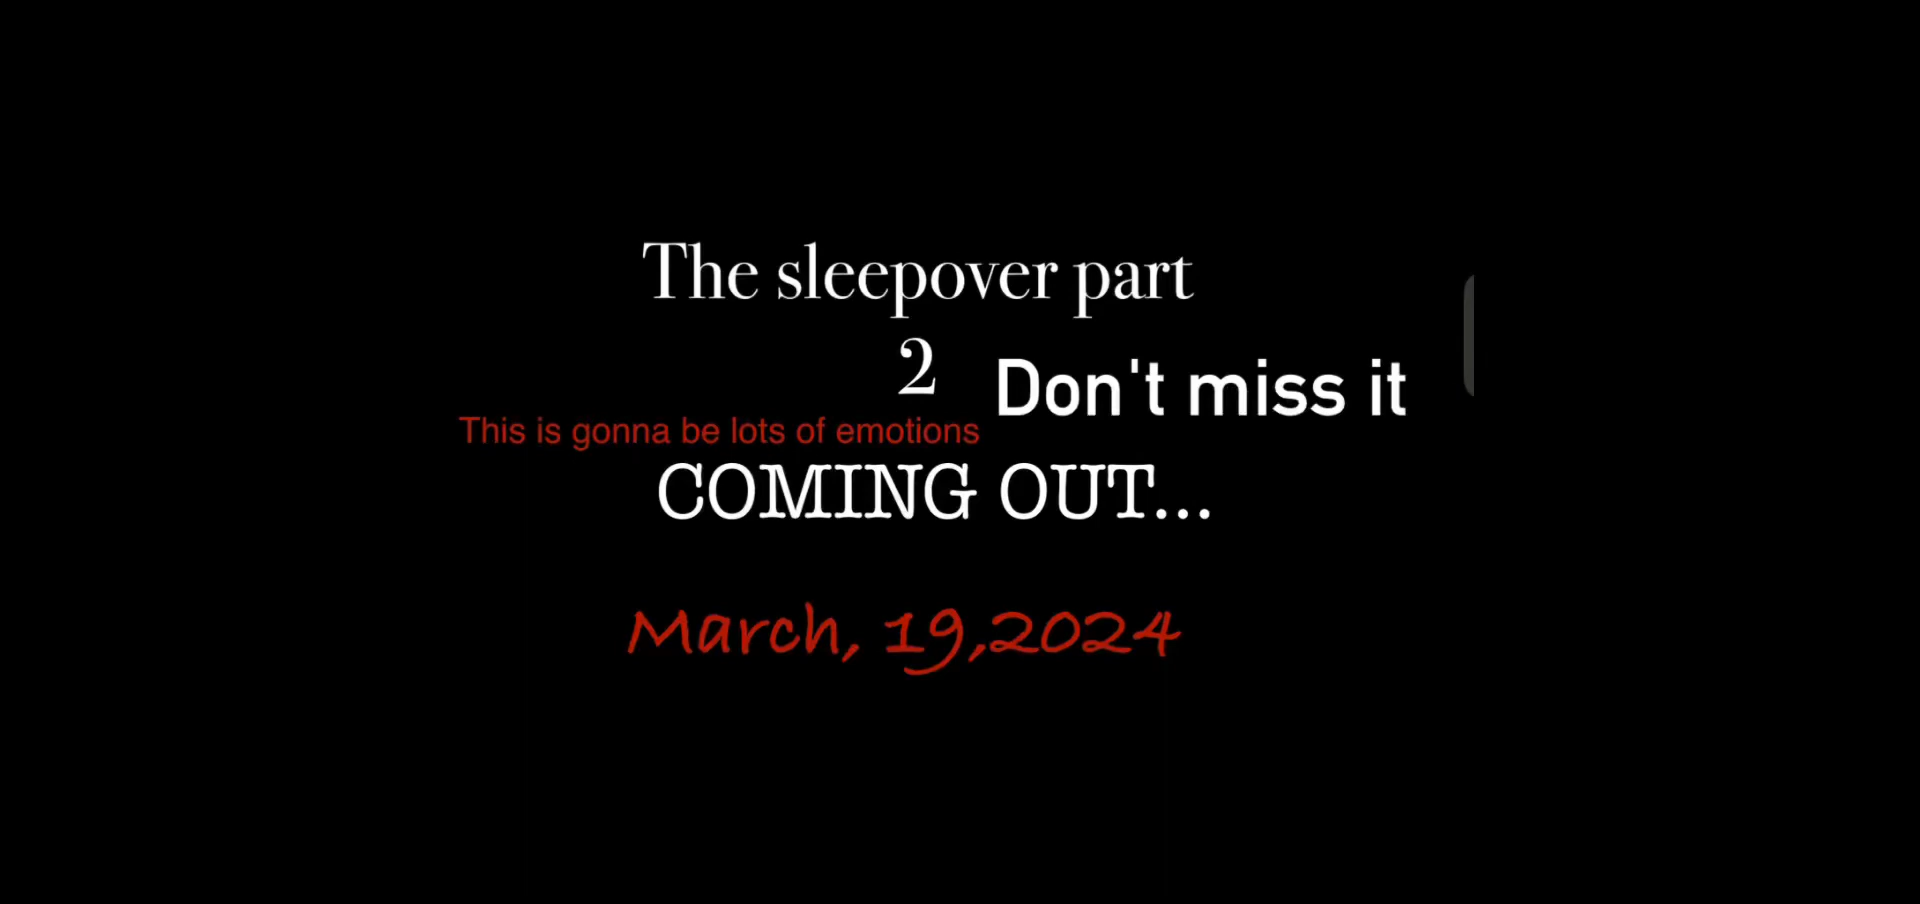 The sleepover part
2
Don't miss it
This is gonna be lots of emotions
COMING OUT...
March, 19,2024